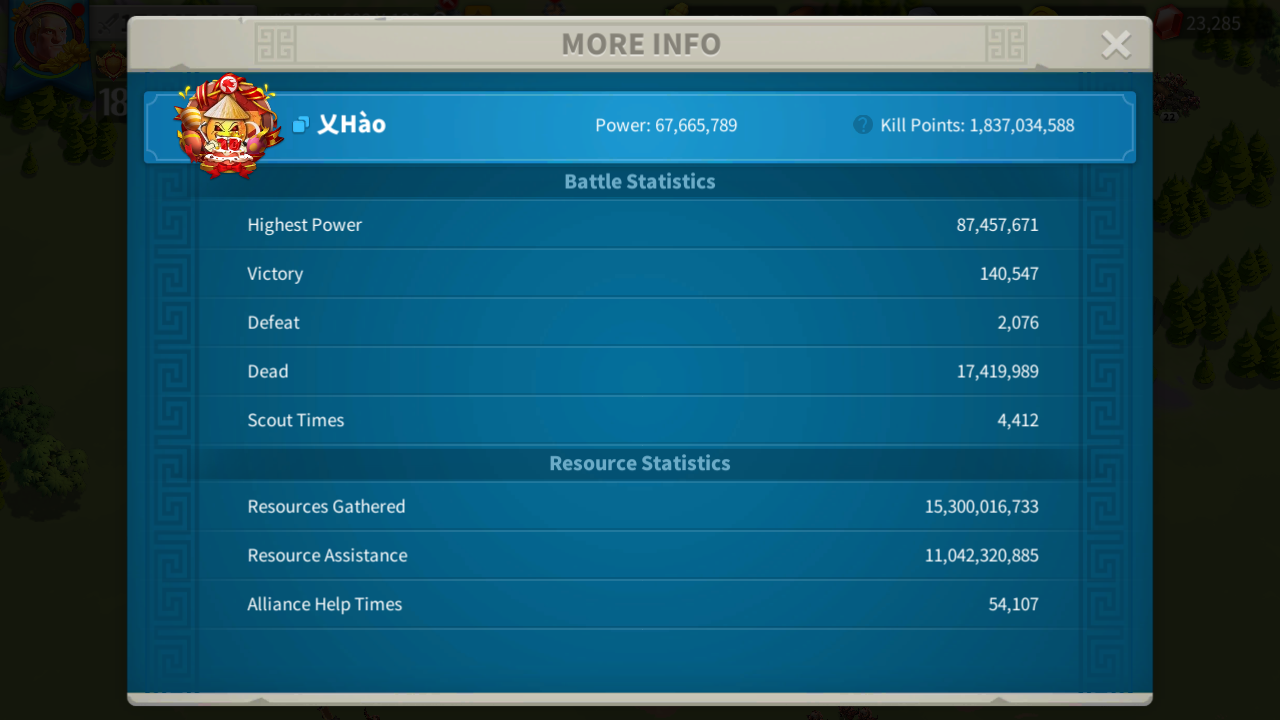 MORE INFO
23,285
18
乂Hào
Power: 67,665,789
Kill Points: 1,837,034,588
22
Battle Statistics
Highest Power 87,457,671
Victory 140,547
Defeat 2,076
Dead 17,419,989
Scout Times 4,412
Resource Statistics
Resources Gathered 15,300,016,733
Resource Assistance 11,042,320,885
Alliance Help Times 54,107